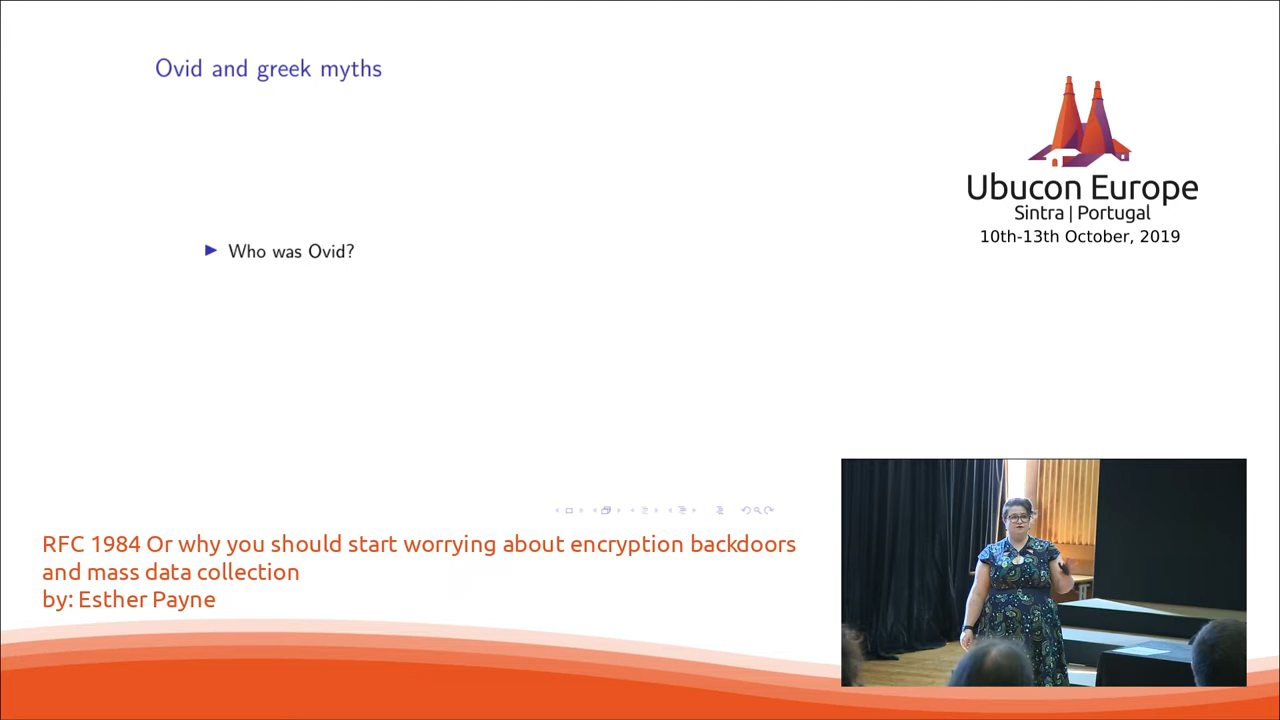 Ovid and greek myths
Ubucon Europe
Sintra | Portugal
10th-13th October, 2019
▶ Who was Ovid?
RFC 1984 Or why you should start worrying about encryption backdoors
and mass data collection
by: Esther Payne